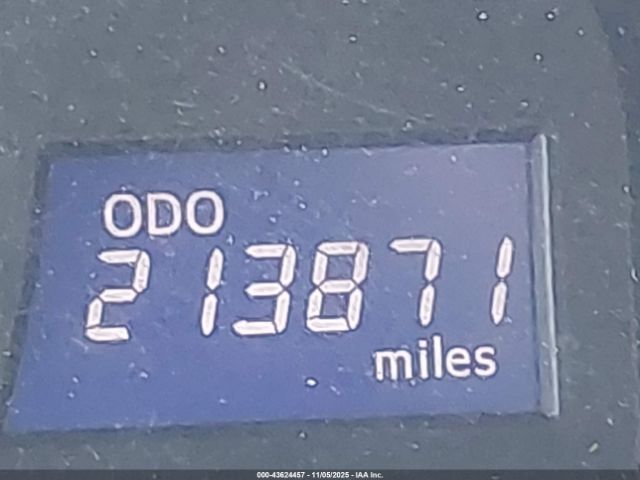 ODO
213871
miles
000-43624457 - 11/05/2025 - IAA Inc.